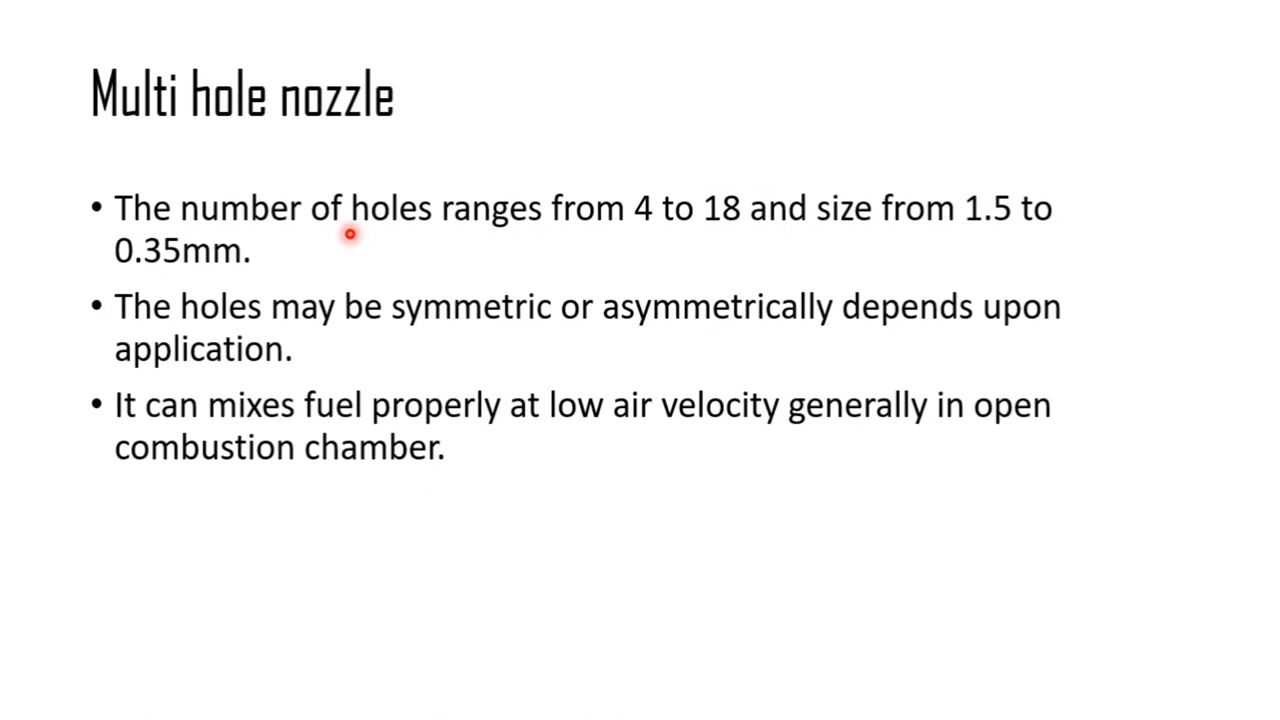 Multi hole nozzle
• The number of holes ranges from 4 to 18 and size from 1.5 to
0.35mm.
• The holes may be symmetric or asymmetrically depends upon
application.
• It can mixes fuel properly at low air velocity generally in open
combustion chamber.